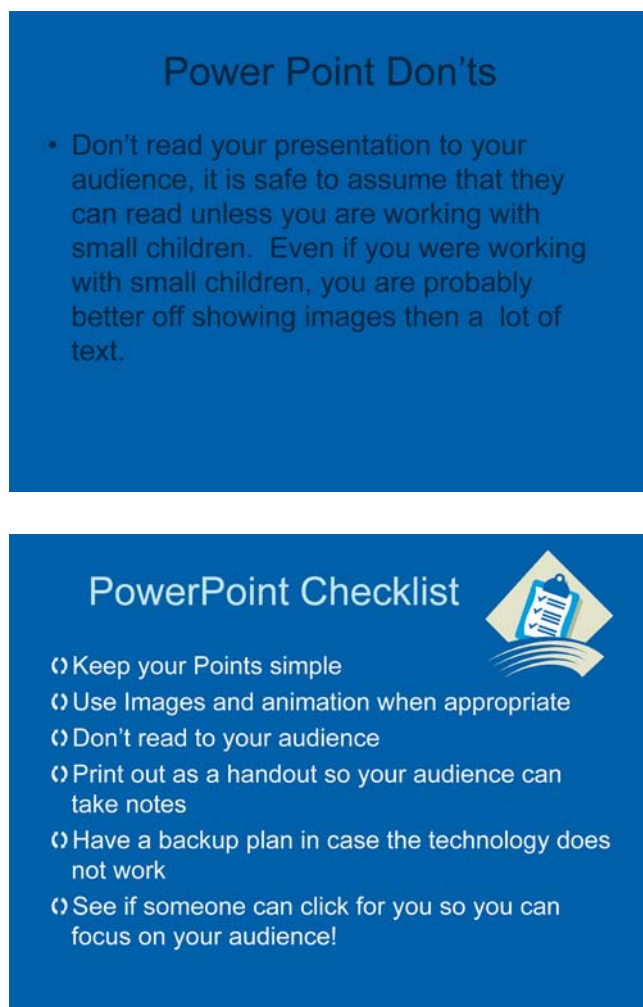 Power Point Don'ts
• Don't read your presentation to your
audience, it is safe to assume that they
can read unless you are working with
small children.  Even if you were working
with small children, you are probably
better off showing images then a  lot of
text.
PowerPoint Checklist
Keep your Points simple
Use Images and animation when appropriate
Don't read to your audience
Print out as a handout so your audience can
take notes
Have a backup plan in case the technology does
not work
See if someone can click for you so you can
focus on your audience!